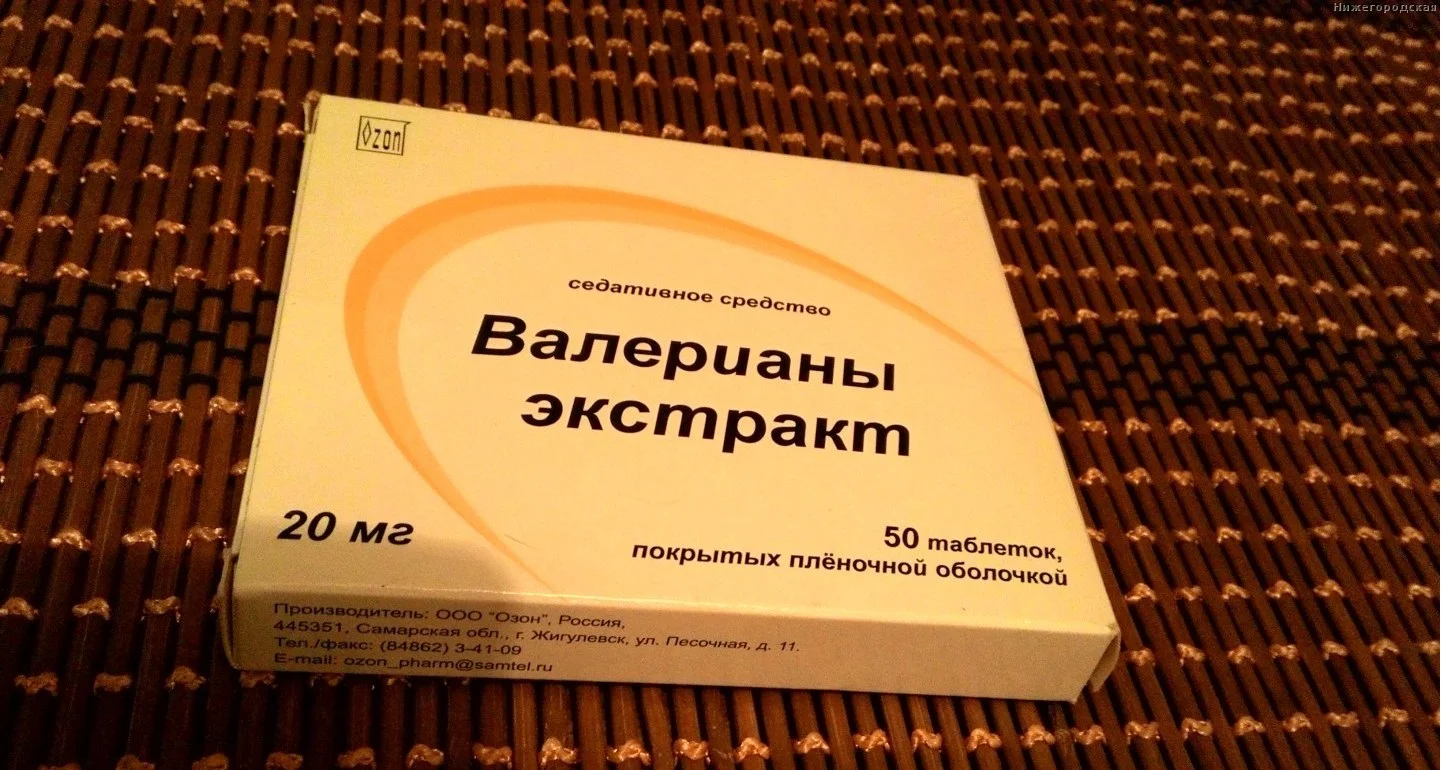 Нижегородская
Ozon
седативное средство
Валерианы
экстракт
20 мг
50 таблеток,
покрытых плёночной оболочкой
Производитель: ООО "Озон", Россия,
445351, Самарская обл., г. Жигулевск, ул. Песочная, д. 11.
Тел./факс: (84862) 3-41-09
E-mail: ozon_pharm@samtel.ru